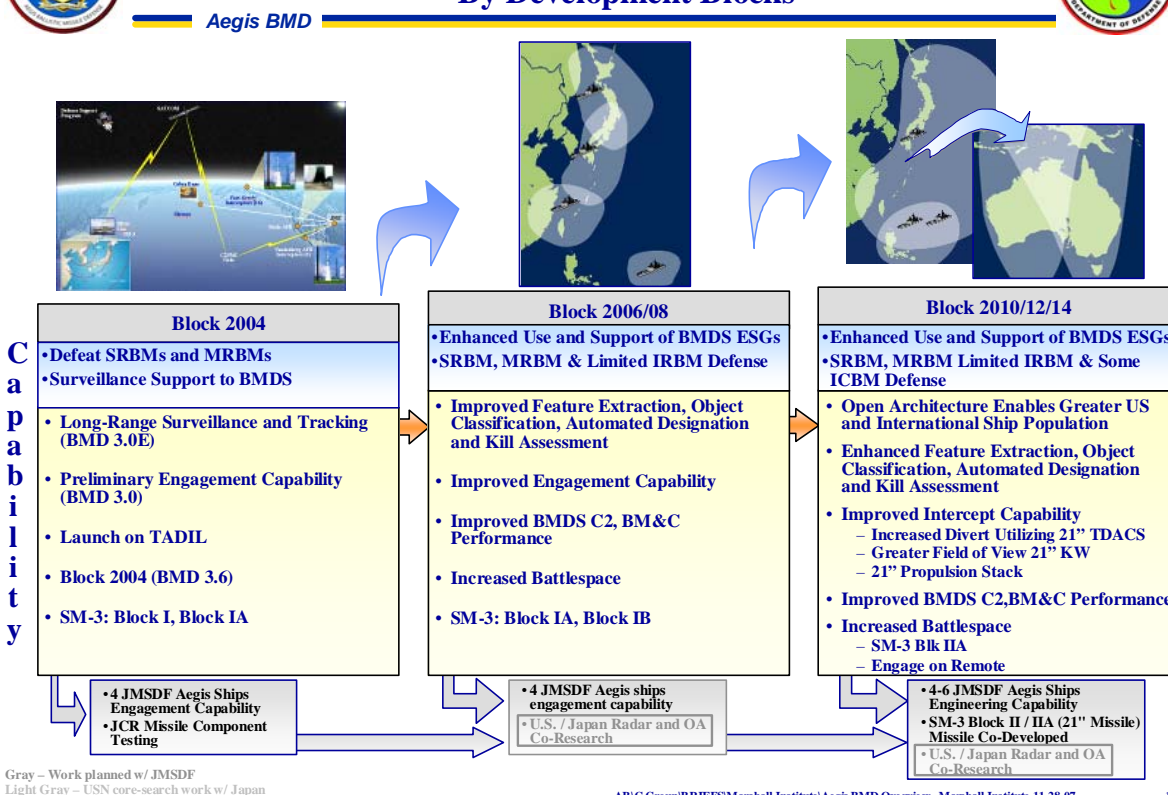 By Development Blocks
Aegis BMD
DEPARTMENT OF DEFENSE
Capability
Block 2004
•Defeat SRBMs and MRBMs
•Surveillance Support to BMDS
• Long-Range Surveillance and Tracking
(BMD 3.0E)
• Preliminary Engagement Capability
(BMD 3.0)
• Launch on TADIL
• Block 2004 (BMD 3.6)
• SM-3: Block I, Block IA
•4 JMSDF Aegis Ships
Engagement Capability
•JCR Missile Component
Testing
Block 2006/08
•Enhanced Use and Support of BMDS ESGs
•SRBM, MRBM & Limited IRBM Defense
• Improved Feature Extraction, Object
Classification, Automated Designation
and Kill Assessment
• Improved Engagement Capability
• Improved BMDS C2, BM&C
Performance
• Increased Battlespace
• SM-3: Block IA, Block IB
•4 JMSDF Aegis ships
engagement capability
•U.S. / Japan Radar and OA
Co-Research
Block 2010/12/14
•Enhanced Use and Support of BMDS ESGs
•SRBM, MRBM Limited IRBM & Some
ICBM Defense
• Open Architecture Enables Greater US
and International Ship Population
• Enhanced Feature Extraction, Object
Classification, Automated Designation
and Kill Assessment
• Improved Intercept Capability
– Increased Divert Utilizing 21” TDACS
– Greater Field of View 21” KW
– 21” Propulsion Stack
• Improved BMDS C2,BM&C Performance
• Increased Battlespace
– SM-3 Blk IIA
– Engage on Remote
•4-6 JMSDF Aegis Ships
Engineering Capability
•SM-3 Block II / IIA (21" Missile)
Missile Co-Developed
•U.S. / Japan Radar and OA
Co-Research
Gray – Work planned w/ JMSDF
Light Gray – USN core-search work w/ Japan